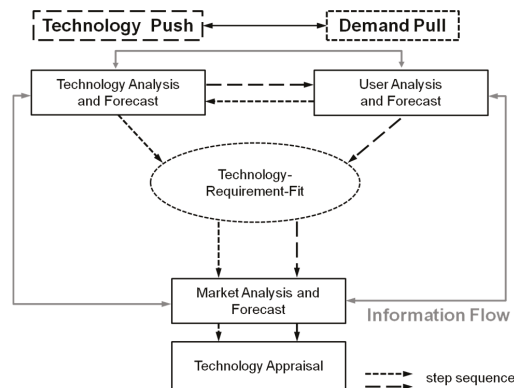 Technology Push
Demand Pull
Technology Analysis
and Forecast
User Analysis
and Forecast
Technology-
Requirement-Fit
Market Analysis and
Forecast
Information Flow
Technology Appraisal
step sequence